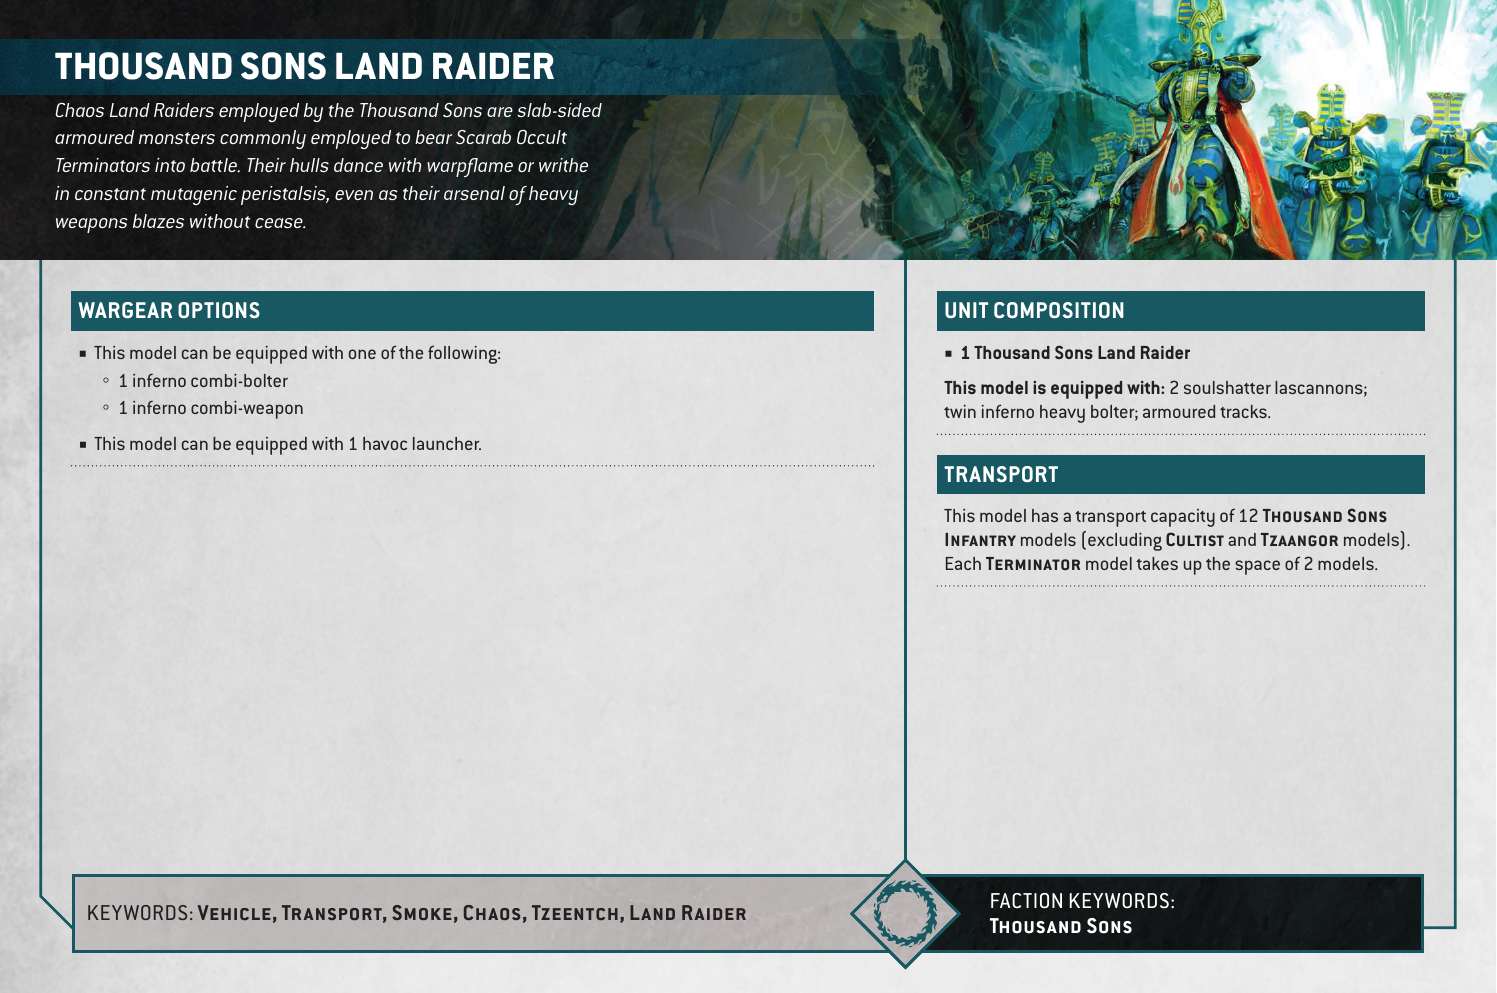 THOUSAND SONS LAND RAIDER
Chaos Land Raiders employed by the Thousand Sons are slab-sided
armoured monsters commonly employed to bear Scarab Occult
Terminators into battle. Their hulls dance with warpflame or writhe
in constant mutagenic peristalsis, even as their arsenal of heavy
weapons blazes without cease.
WARGEAR OPTIONS
■ This model can be equipped with one of the following:
◦ 1 inferno combi-bolter
◦ 1 inferno combi-weapon
■ This model can be equipped with 1 havoc launcher.
UNIT COMPOSITION
■ 1 Thousand Sons Land Raider
This model is equipped with: 2 soulshatter lascannons;
twin inferno heavy bolter; armoured tracks.
TRANSPORT
This model has a transport capacity of 12 THOUSAND SONS
INFANTRY models (excluding CULTIST and TZAANGOR models).
Each TERMINATOR model takes up the space of 2 models.
KEYWORDS: VEHICLE, TRANSPORT, SMOKE, CHAOS, TZEENTCH, LAND RAIDER
FACTION KEYWORDS:
THOUSAND SONS